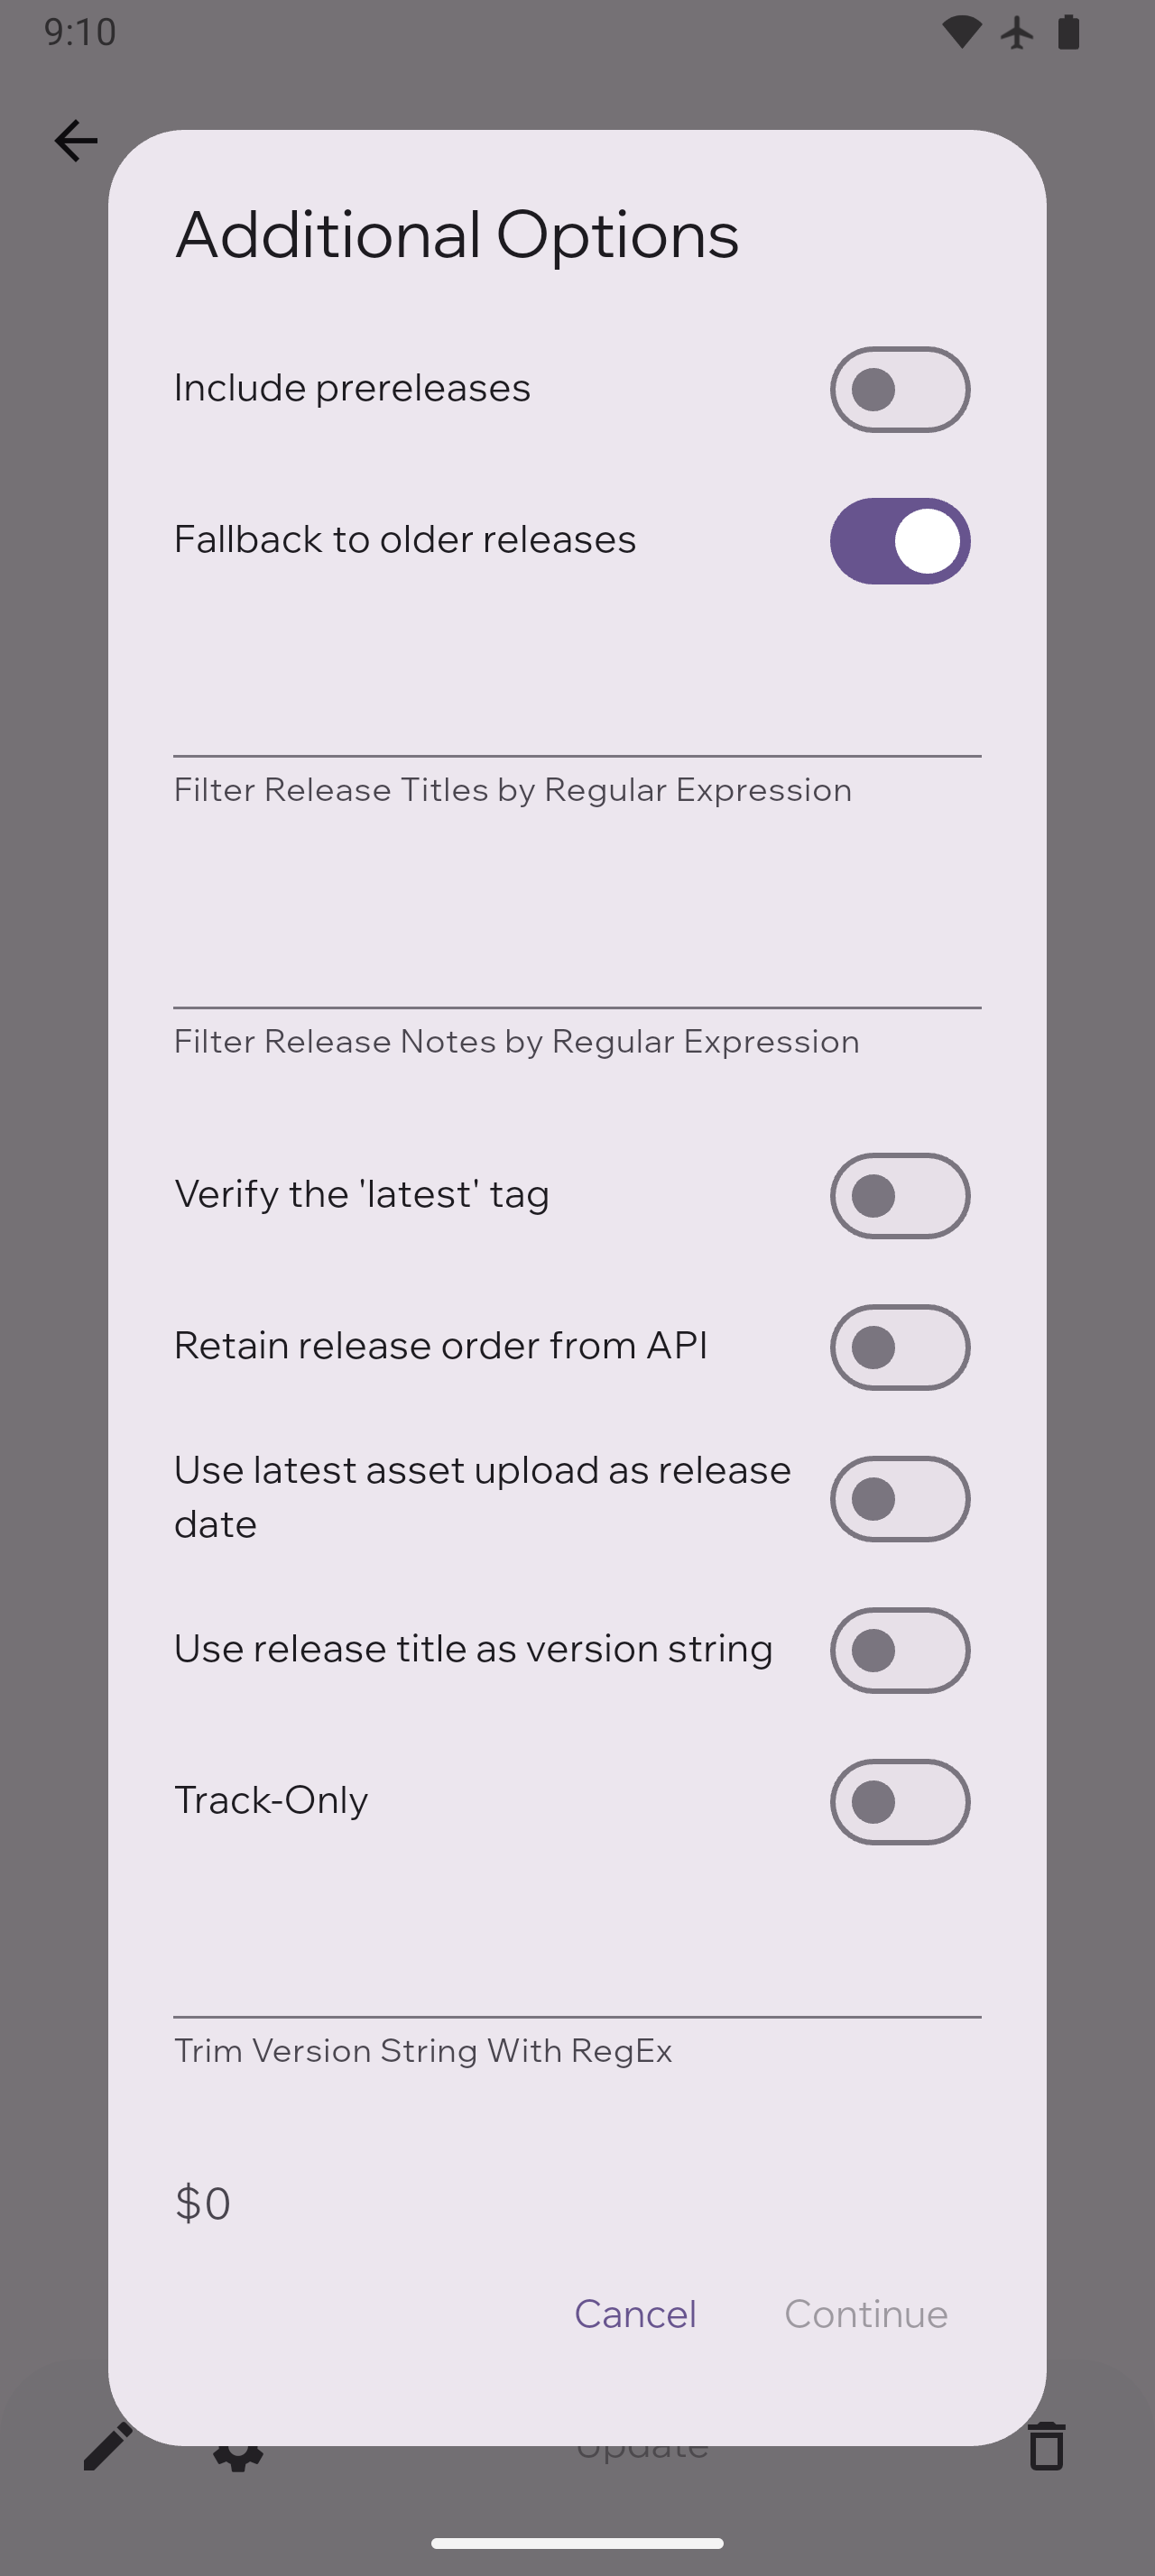 9:10
Additional Options
Include prereleases
Fallback to older releases
Filter Release Titles by Regular Expression
Filter Release Notes by Regular Expression
Verify the 'latest' tag
Retain release order from API
Use latest asset upload as release
date
Use release title as version string
Track-Only
Trim Version String With RegEx
$0
Cancel
Continue
Update